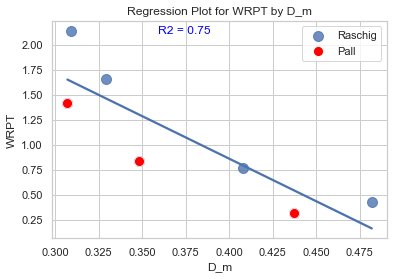 Regression Plot for WRPT by D_m
R2 = 0.75
Raschig
Pall
WRPT
2.00
1.75
1.50
1.25
1.00
0.75
0.50
0.25
0.300 0.325 0.350 0.375 0.400 0.425 0.450 0.475
D_m